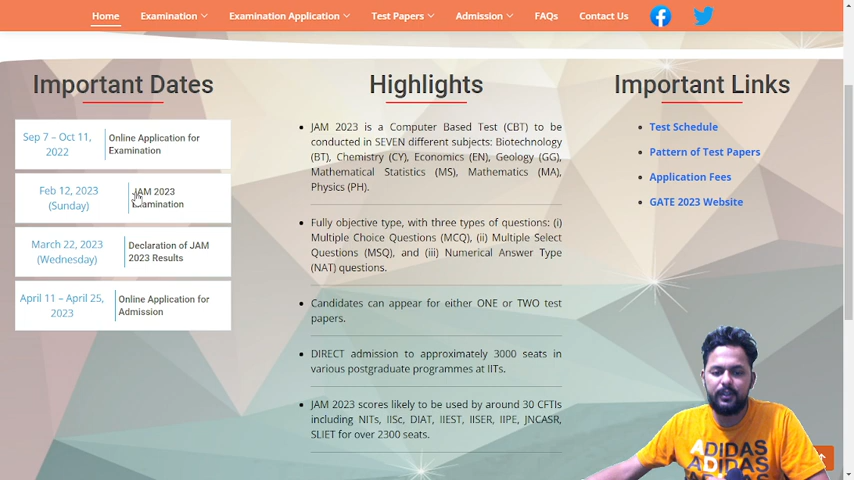 Home
Examination
Examination Application
Test Papers
Admission
FAQs
Contact Us
Important Dates
Sep 7 – Oct 11,
2022
Online Application for
Examination
Feb 12, 2023
(Sunday)
JAM 2023
Examination
March 22, 2023
(Wednesday)
Declaration of JAM
2023 Results
April 11 – April 25,
2023
Online Application for
Admission
Highlights
JAM 2023 is a Computer Based Test (CBT) to be
conducted in SEVEN different subjects: Biotechnology
(BT), Chemistry (CY), Economics (EN), Geology (GG),
Mathematical Statistics (MS), Mathematics (MA),
Physics (PH).
Fully objective type, with three types of questions: (i)
Multiple Choice Questions (MCQ), (ii) Multiple Select
Questions (MSQ), and (iii) Numerical Answer Type
(NAT) questions.
Candidates can appear for either ONE or TWO test
papers.
DIRECT admission to approximately 3000 seats in
various postgraduate programmes at IITs.
JAM 2023 scores likely to be used by around 30 CFTIs
including NITs, IISc, DIAT, IIEST, IISER, IIPE, JNCASR,
SLIET for over 2300 seats.
Important Links
Test Schedule
Pattern of Test Papers
Application Fees
GATE 2023 Website
ADIDAS
ADIDAS